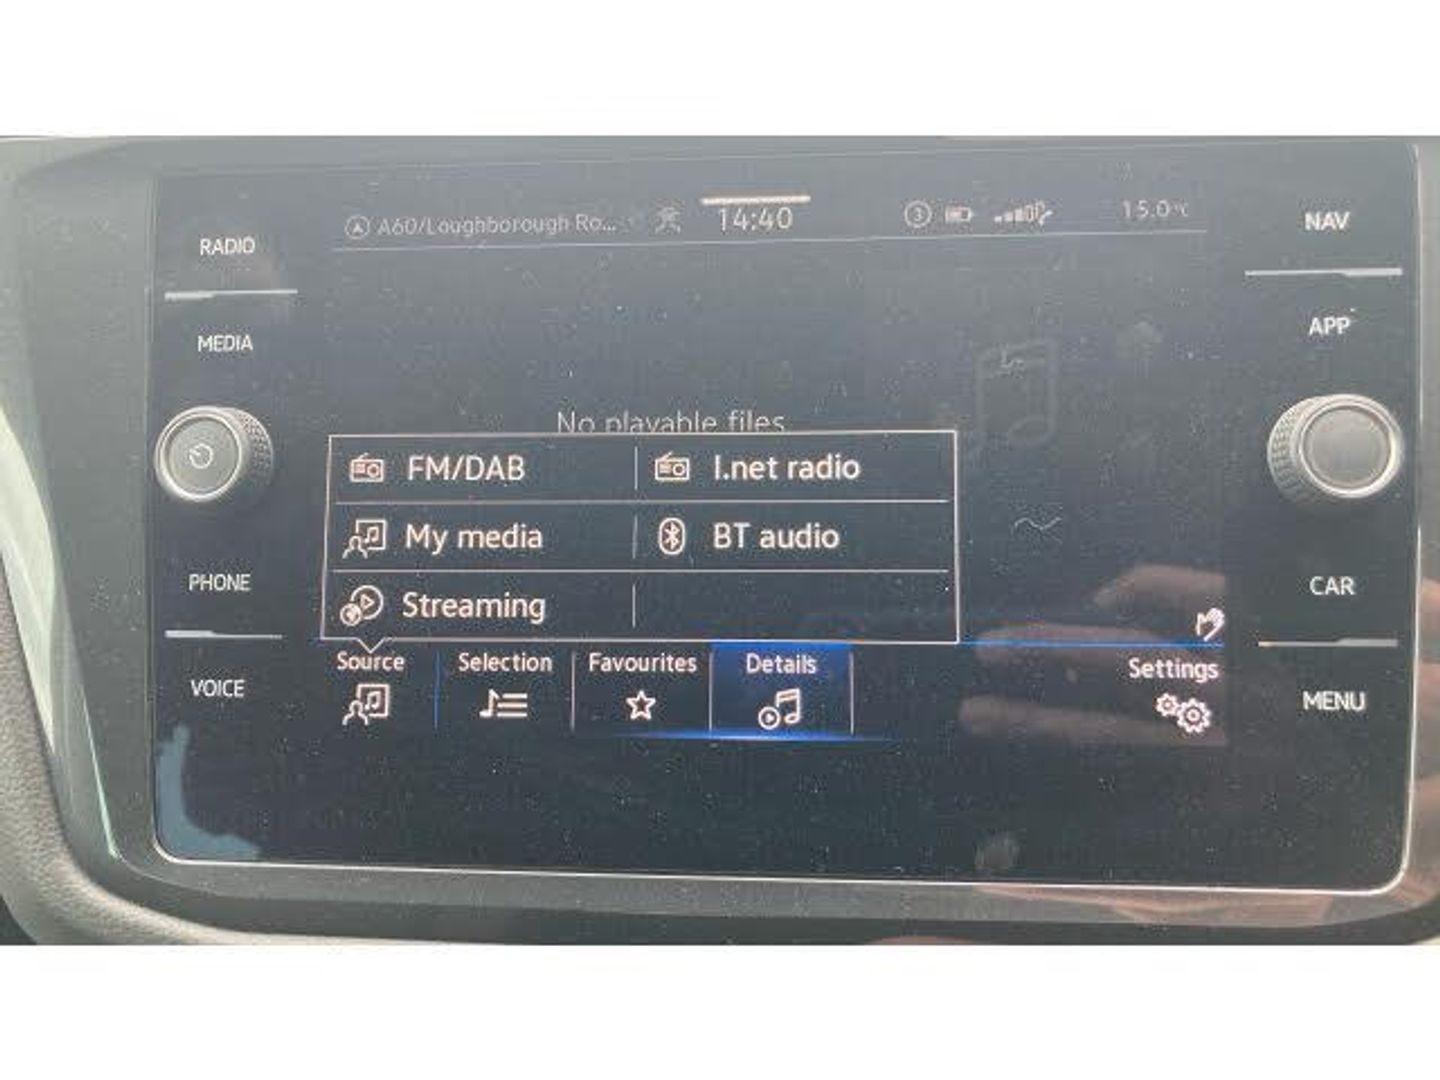 A60/Loughborough Ro... 14:40 3 15.0°C
RADIO
NAV
MEDIA
APP
No playable files
FM/DAB I.net radio
My media BT audio
Streaming
PHONE
CAR
Source Selection Favourites Details Settings
VOICE
MENU